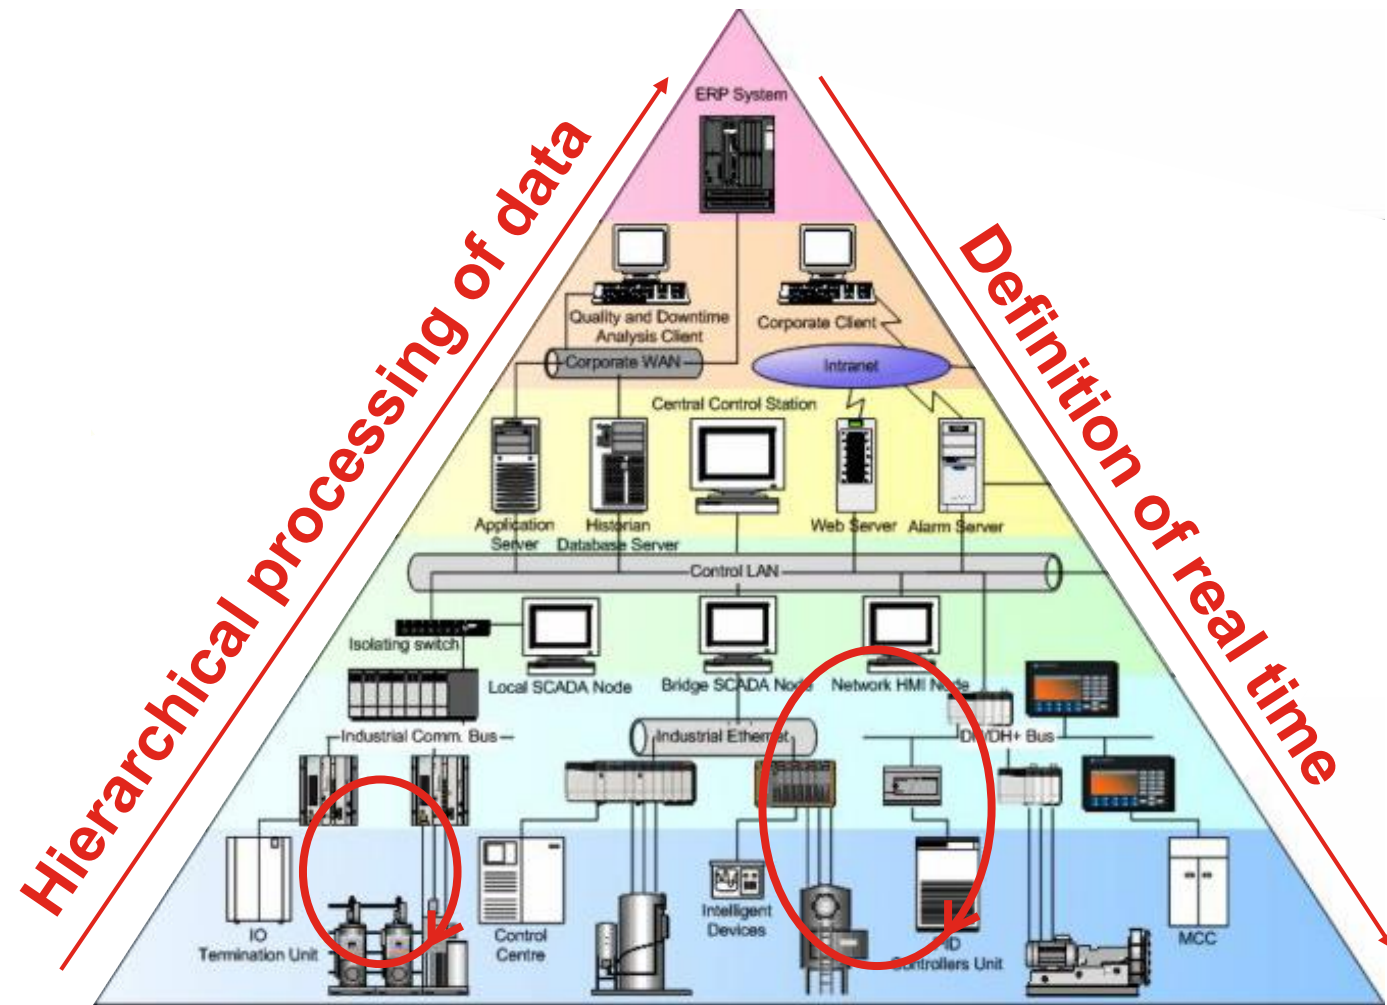 ERP System
Hierarchical processing of data
Definition of real time
Quality and Downtime
Analysis Client
Corporate Client
Corporate WAN
Intranet
Central Control Station
Application
Server
Historian
Database Server
Web Server
Alarm Server
Control LAN
Isolating switch
Local SCADA Node
Bridge SCADA Node
Network HMI Node
Industrial Comm. Bus
Industrial Ethernet
DH/DH+ Bus
IO
Termination Unit
Control
Centre
Intelligent
Devices
ID
Controllers Unit
MCC